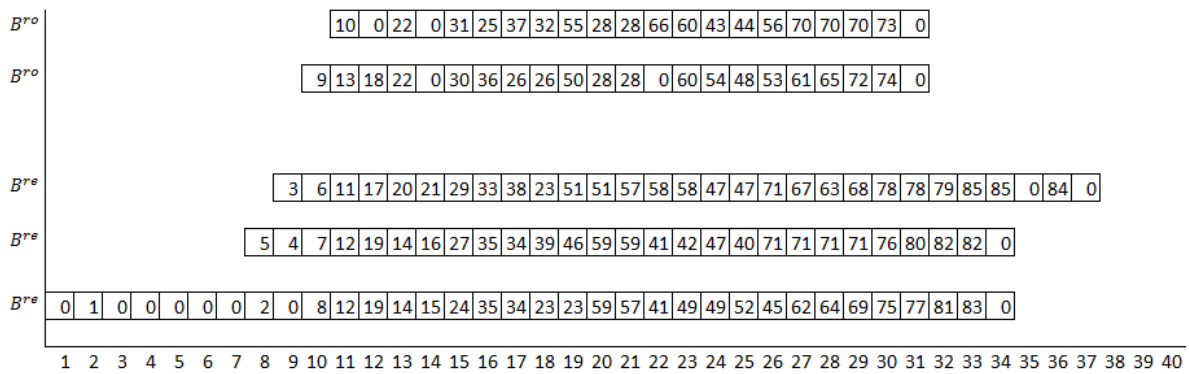 B^{ro} 10 0 22 0 31 25 37 32 55 28 28 66 60 43 44 56 70 70 70 73 0
B^{ro} 9 13 18 22 0 30 36 26 26 50 28 28 0 60 54 48 53 61 65 72 74 0
B^{re} 3 6 11 17 20 21 29 33 38 23 51 51 57 58 58 47 47 71 67 63 68 78 78 79 85 85 0 84 0
B^{re} 5 4 7 12 19 14 16 27 35 34 39 46 59 59 41 42 47 40 71 71 71 71 76 80 82 82 0
B^{re} 0 1 0 0 0 0 0 2 0 8 12 19 14 15 24 35 34 23 23 59 57 41 49 49 52 45 62 64 69 75 77 81 83 0
1 2 3 4 5 6 7 8 9 10 11 12 13 14 15 16 17 18 19 20 21 22 23 24 25 26 27 28 29 30 31 32 33 34 35 36 37 38 39 40